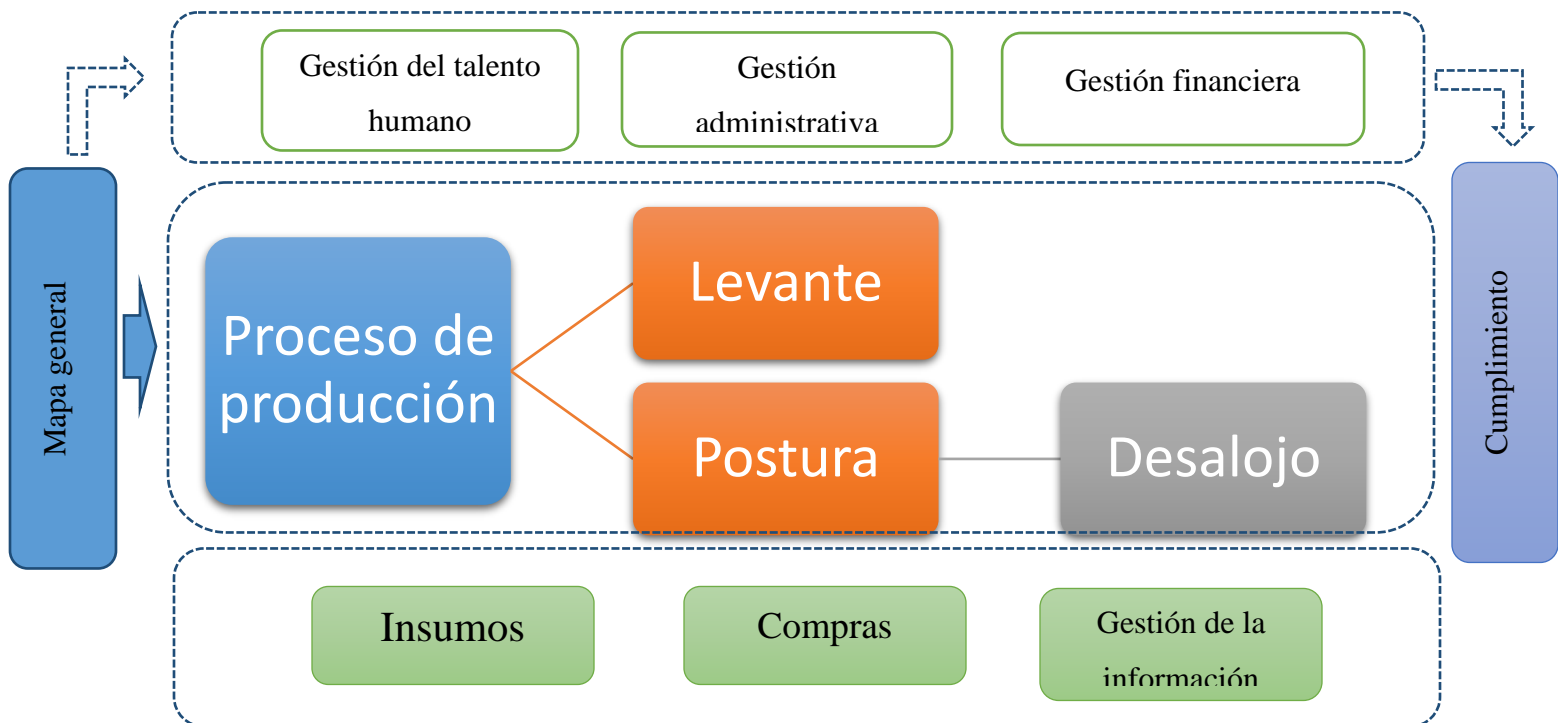 Gestión del talento
humano
Gestión
administrativa
Gestión financiera
Mapa general
Proceso de
producción
Levante
Postura
Desalojo
Cumplimiento
Insumos
Compras
Gestión de la
información